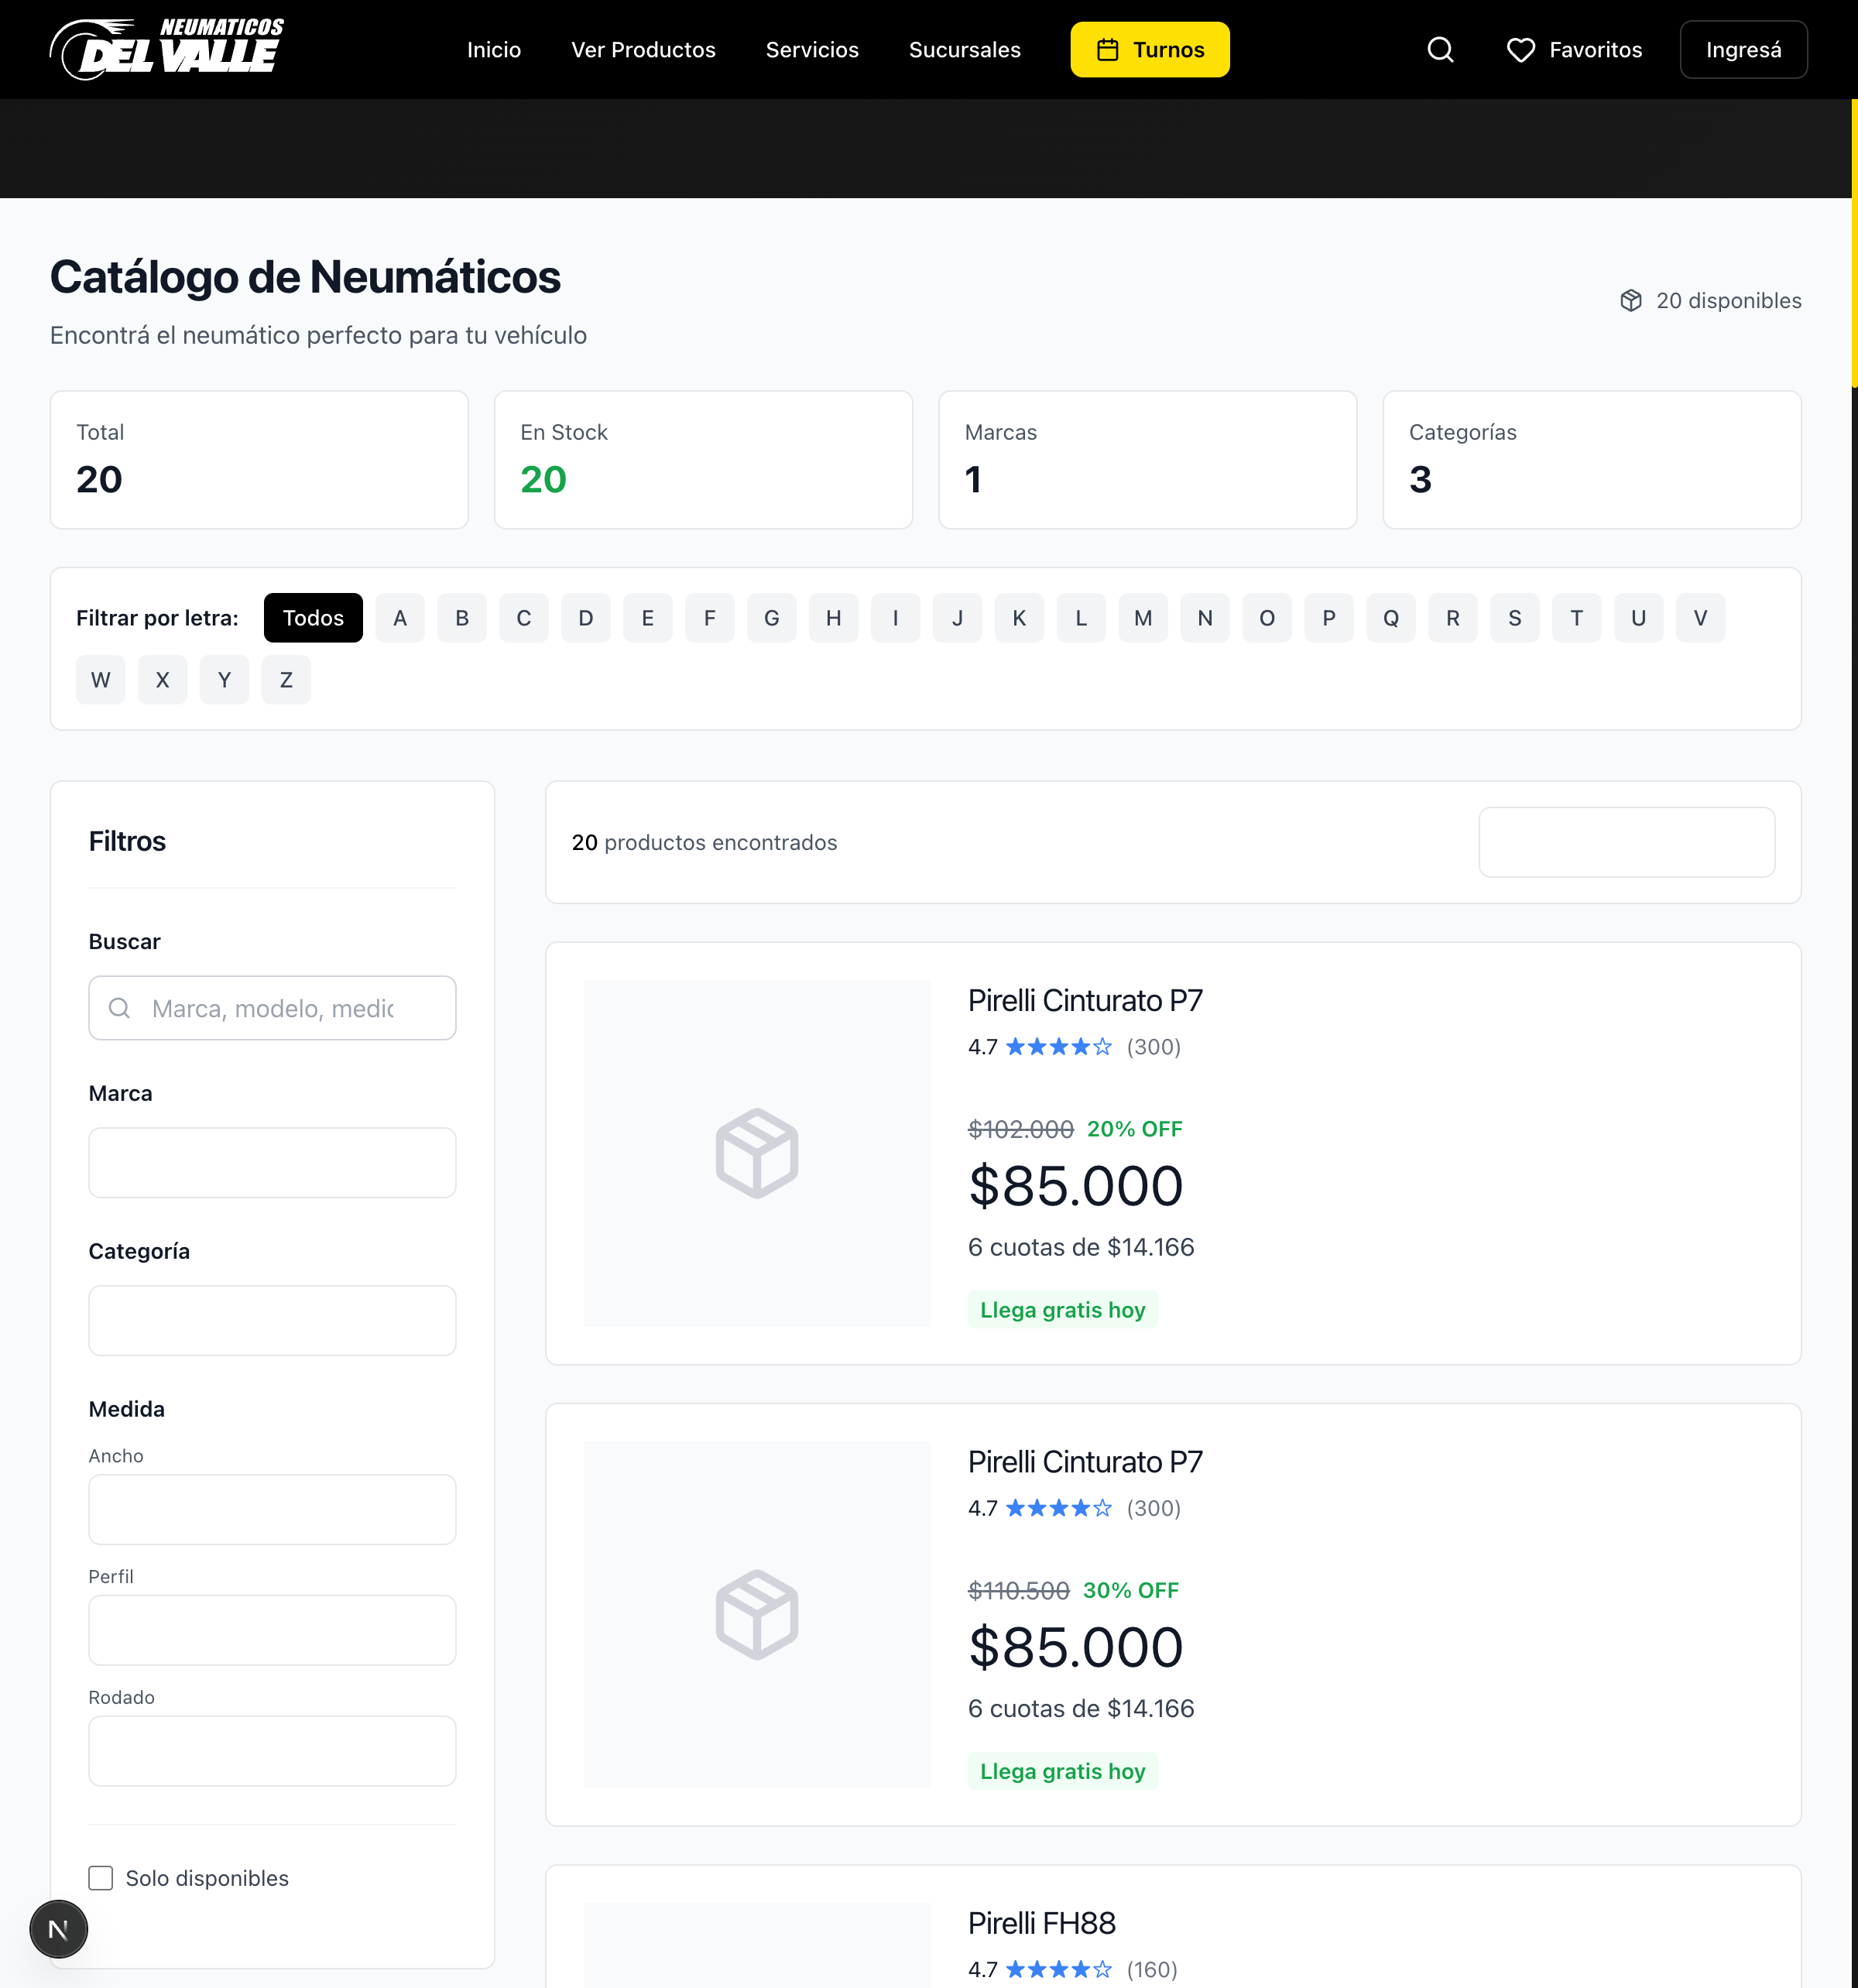 NEUMATICOS
DEL VALLE
Inicio
Ver Productos
Servicios
Sucursales
Turnos
Favoritos
Ingresá
Catálogo de Neumáticos
Encontrá el neumático perfecto para tu vehículo
20 disponibles
Total
20
En Stock
20
Marcas
1
Categorías
3
Filtrar por letra: Todos A B C D E F G H I J K L M N O P Q R S T U V
W X Y Z
Filtros
Buscar
Marca, modelo, medic
Marca
Categoría
Medida
Ancho
Perfil
Rodado
Solo disponibles
N
20 productos encontrados
Pirelli Cinturato P7
4.7 ★★★★☆ (300)
$102.000 20% OFF
$85.000
6 cuotas de $14.166
Llega gratis hoy
Pirelli Cinturato P7
4.7 ★★★★☆ (300)
$110.500 30% OFF
$85.000
6 cuotas de $14.166
Llega gratis hoy
Pirelli FH88
4.7 ★★★★☆ (160)